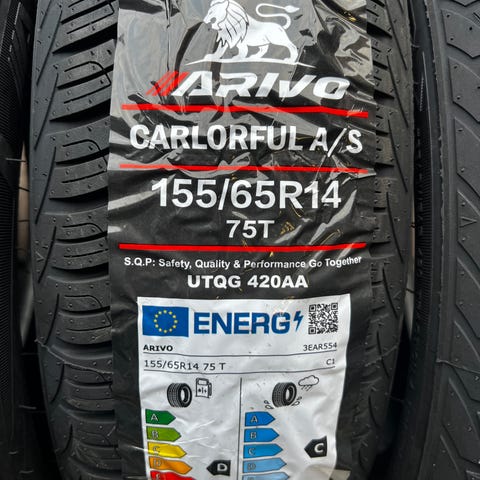 ARIVO
CARLORFUL A/S
155/65R14
75T
S.Q.P: Safety, Quality & Performance Go Together
UTQG 420AA
ENERG
ARIVO 3EAR554
155/65R14 75 T C1
A A
B B
C C C
D D D